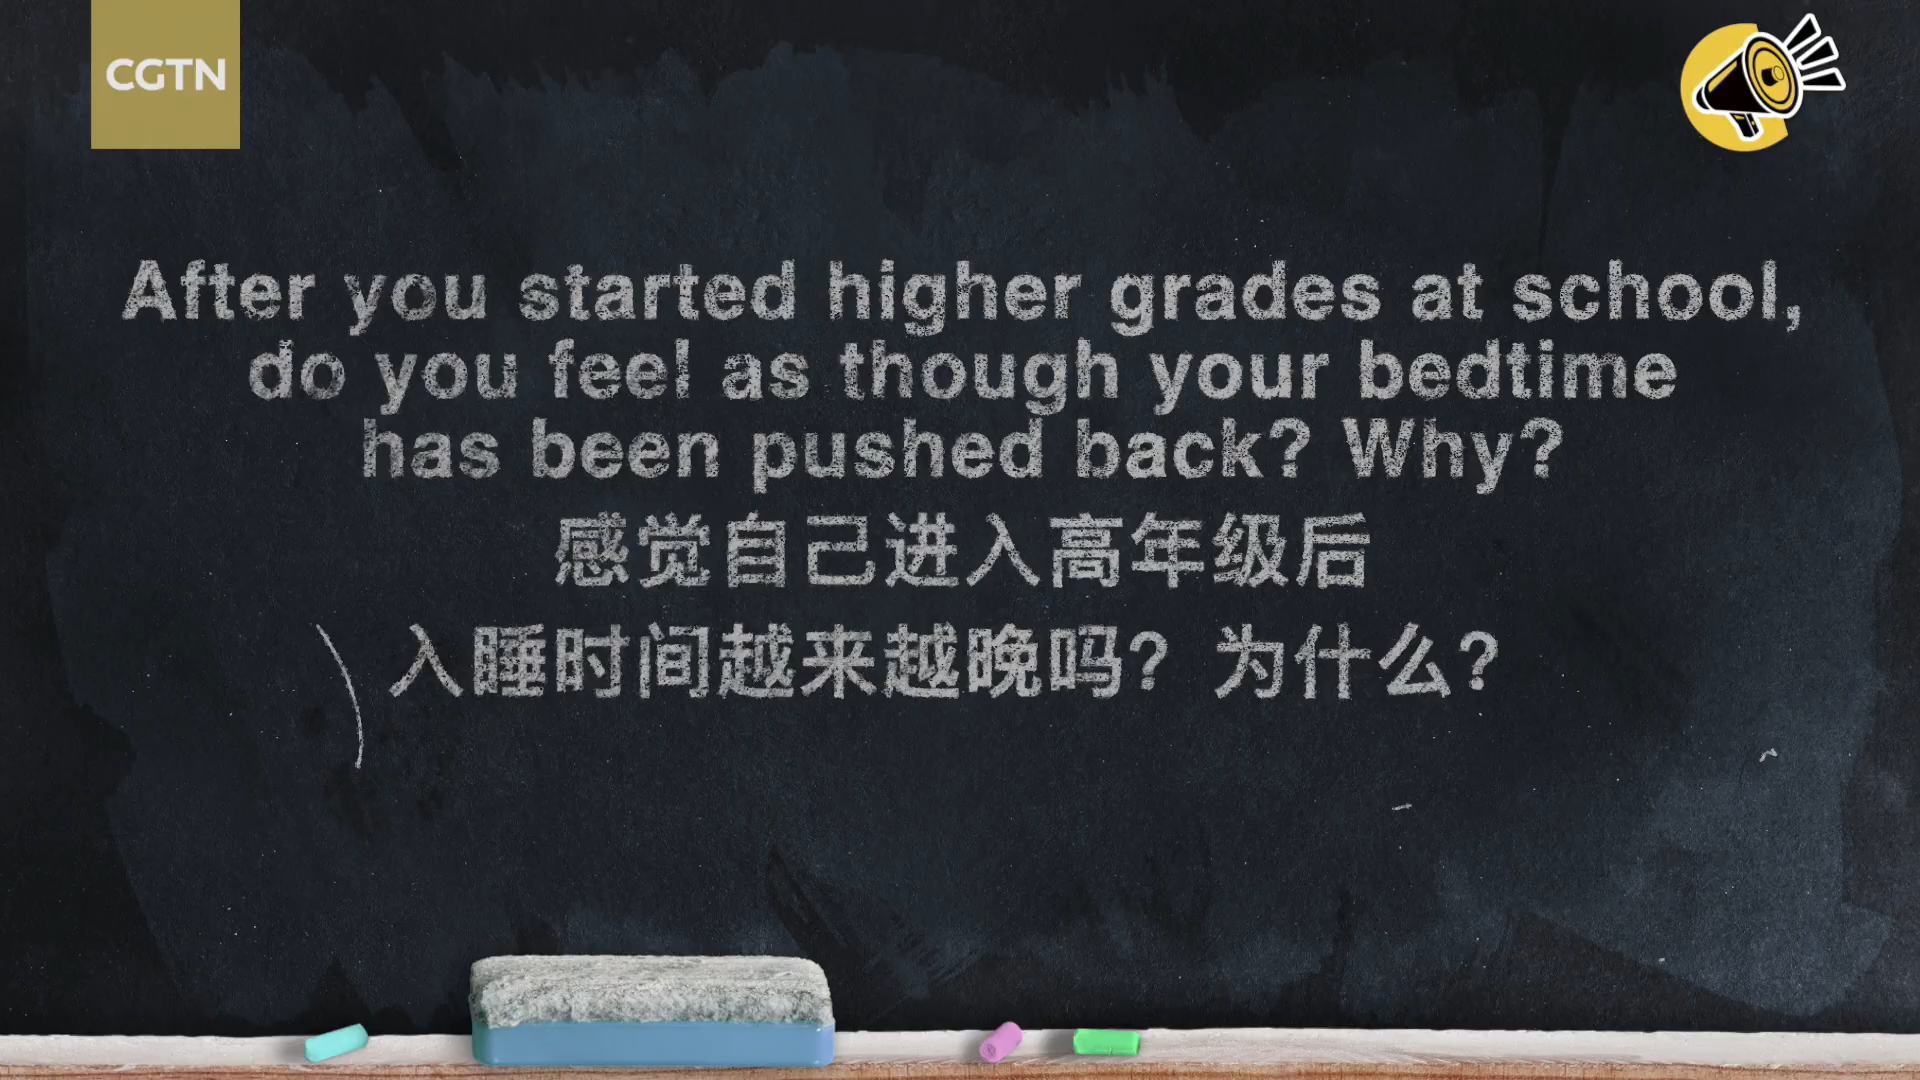 CGTN
After you started higher grades at school,
do you feel as though your bedtime
has been pushed back? Why?
感觉自己进入高年级后
入睡时间越来越晚吗？为什么？